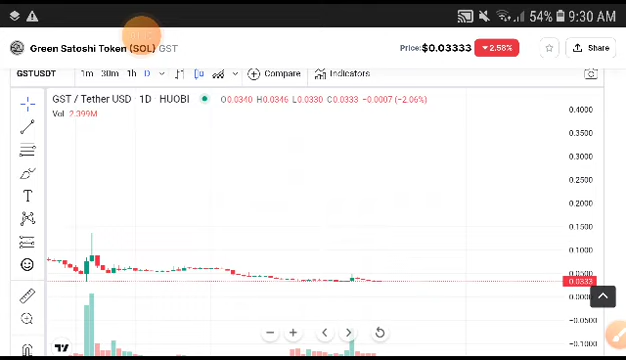 54% 9:30 AM
Green Satoshi Token (SOL) GST
Price: $0.03333 ▼2.58%
Share
GSTUSDT 1m 30m 1h D Compare Indicators
GST / Tether USD 1D HUOBI O0.0340 H0.0346 L0.0330 C0.0333 −0.0007 (−2.06%)
Vol 2.399M
0.4000
0.3500
0.3000
0.2500
0.2000
0.1500
0.1000
0.0500
0.0333
0.0000
-0.0500
-0.1000